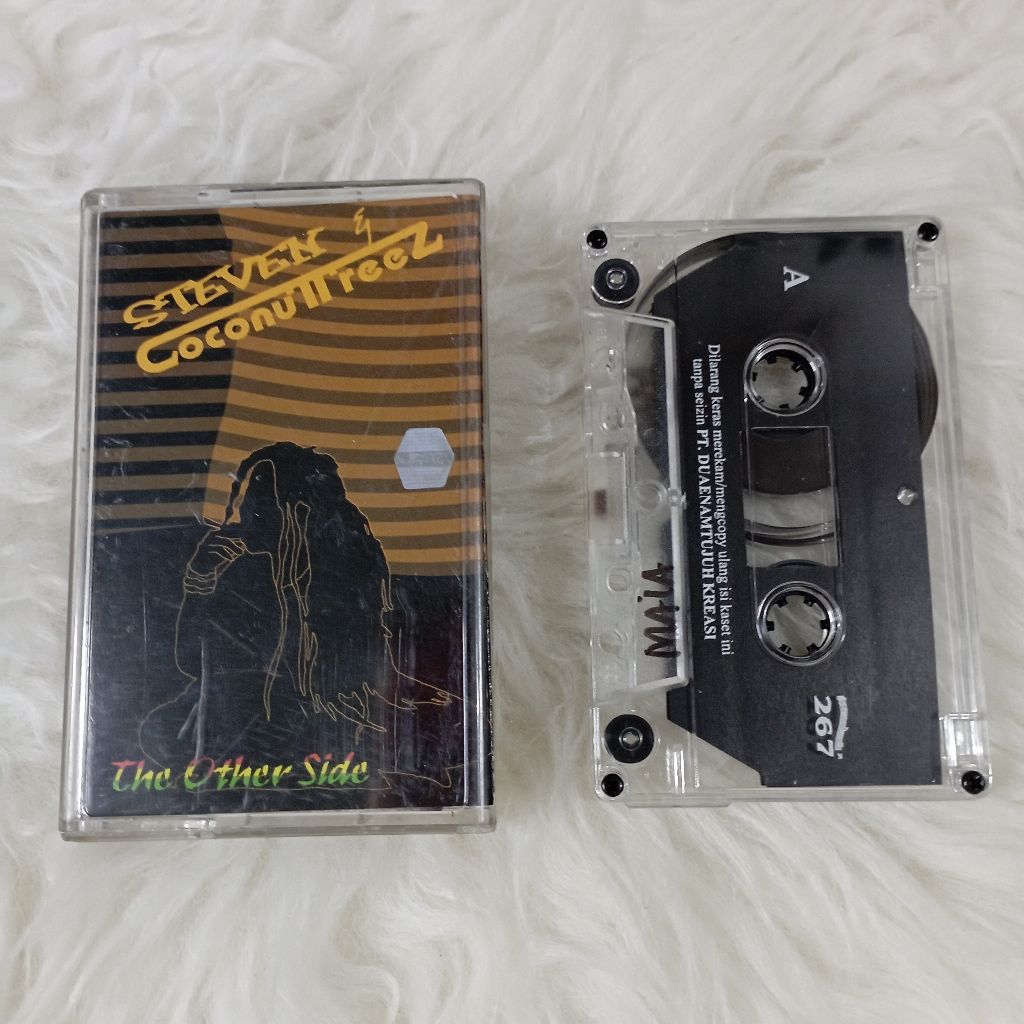 STEVEN &
CoconuTTreeZ
The Other Side
A
Dilarang keras merekam/mengcopy ulang isi kaset ini
tanpa seizin PT. DUAENAMTUJUH KREASI
267
MAIA